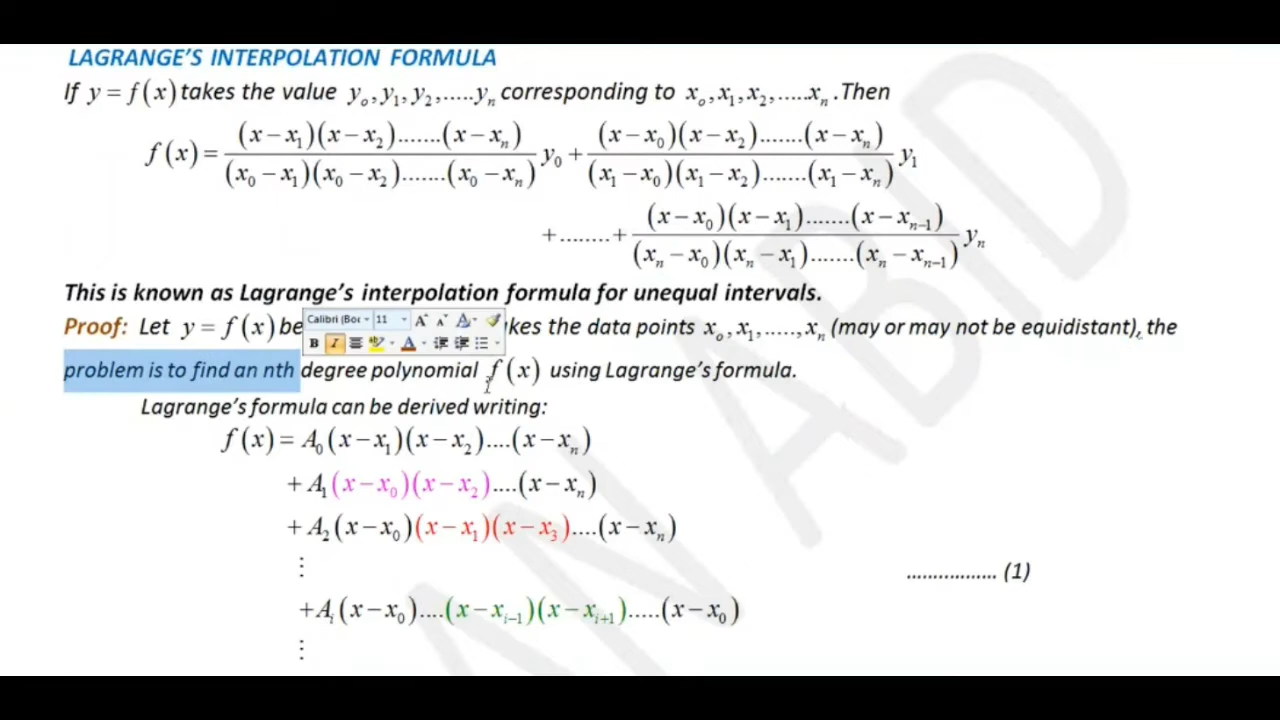 LAGRANGE'S INTERPOLATION FORMULA
If y = f(x) takes the value y₀, y₁, y₂, .....yₙ corresponding to x₀, x₁, x₂, .....xₙ .Then
f(x) = (x−x₁)(x−x₂).......(x−xₙ) / (x₀−x₁)(x₀−x₂).......(x₀−xₙ) y₀ + (x−x₀)(x−x₂).......(x−xₙ) / (x₁−x₀)(x₁−x₂).......(x₁−xₙ) y₁
+........+ (x−x₀)(x−x₁).......(x−xₙ₋₁) / (xₙ−x₀)(xₙ−x₁).......(xₙ−xₙ₋₁) yₙ
This is known as Lagrange's interpolation formula for unequal intervals.
Calibri (Bo 11 A A A
Proof: Let y = f(x) be kes the data points x₀, x₁, ....., xₙ (may or may not be equidistant), the
B I A
problem is to find an nth degree polynomial f(x) using Lagrange's formula.
Lagrange's formula can be derived writing:
f(x) = A₀(x−x₁)(x−x₂)....(x−xₙ)
+ A₁(x−x₀)(x−x₂)....(x−xₙ)
+ A₂(x−x₀)(x−x₁)(x−x₃)....(x−xₙ)
⋮
.................. (1)
+Aᵢ(x−x₀)....(x−xᵢ₋₁)(x−xᵢ₊₁).....(x−x₀)
⋮